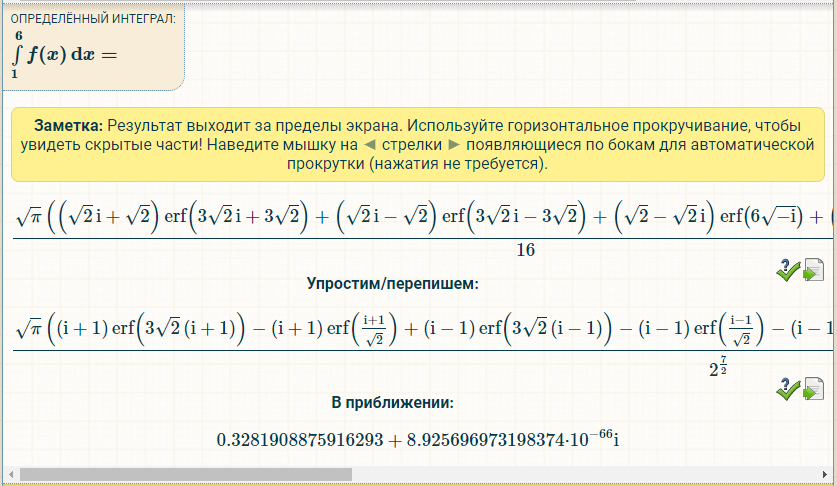 ОПРЕДЕЛЁННЫЙ ИНТЕГРАЛ:
6
∫ f(x) dx =
1
Заметка: Результат выходит за пределы экрана. Используйте горизонтальное прокручивание, чтобы
увидеть скрытые части! Наведите мышку на ◄ стрелки ► появляющиеся по бокам для автоматической
прокрутки (нажатия не требуется).
√π ((√2 i + √2) erf(3√2 i + 3√2) + (√2 i − √2) erf(3√2 i − 3√2) + (√2 − √2 i) erf(6√−i) + (
16
Упростим/перепишем:
√π ((i + 1) erf(3√2 (i + 1)) − (i + 1) erf((i+1)/√2) + (i − 1) erf(3√2 (i − 1)) − (i − 1) erf((i−1)/√2) − (i − 1
2^(7/2)
В приближении:
0.3281908875916293 + 8.925696973198374·10⁻⁶⁶i